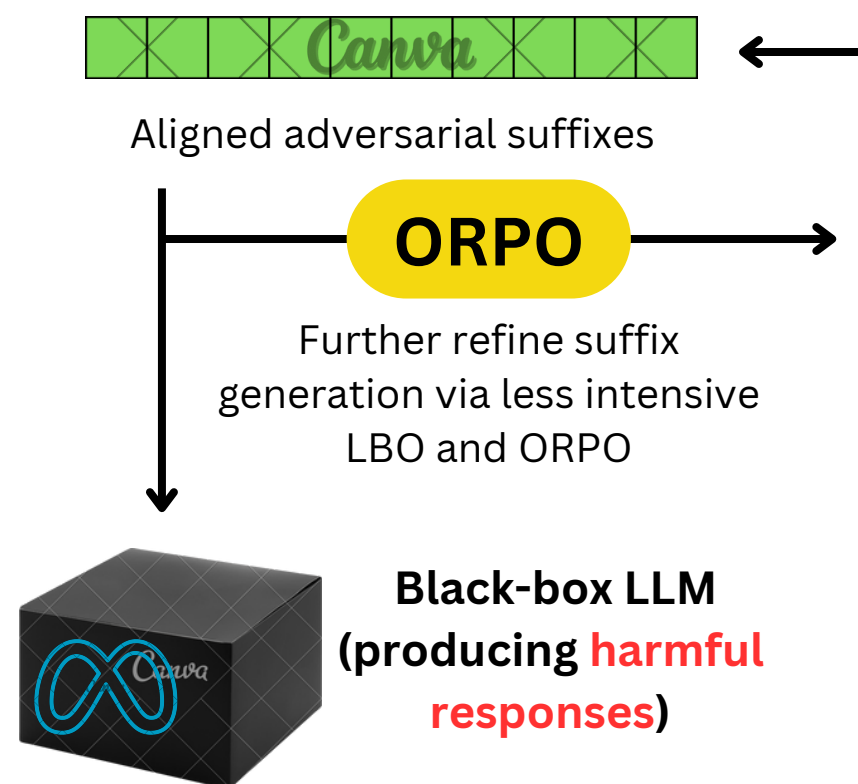 Canva
Aligned adversarial suffixes
ORPO
Further refine suffix
generation via less intensive
LBO and ORPO
Black-box LLM
(producing harmful
responses)
Canva